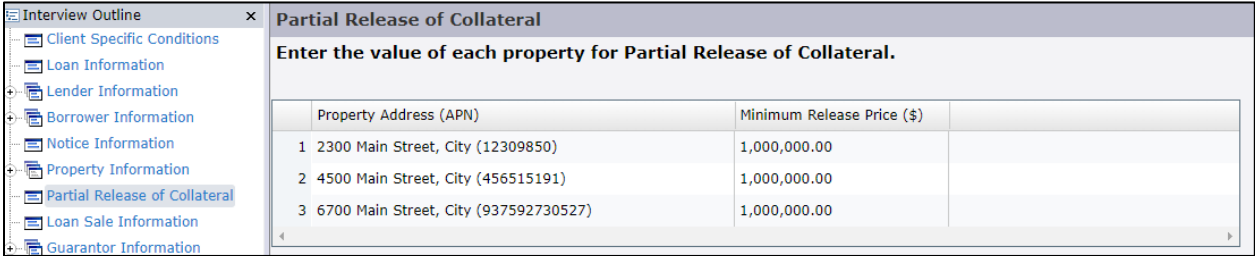 Interview Outline x
Client Specific Conditions
Loan Information
Lender Information
Borrower Information
Notice Information
Property Information
Partial Release of Collateral
Loan Sale Information
Guarantor Information
Partial Release of Collateral
Enter the value of each property for Partial Release of Collateral.
Property Address (APN) Minimum Release Price ($)
1 2300 Main Street, City (12309850) 1,000,000.00
2 4500 Main Street, City (456515191) 1,000,000.00
3 6700 Main Street, City (937592730527) 1,000,000.00